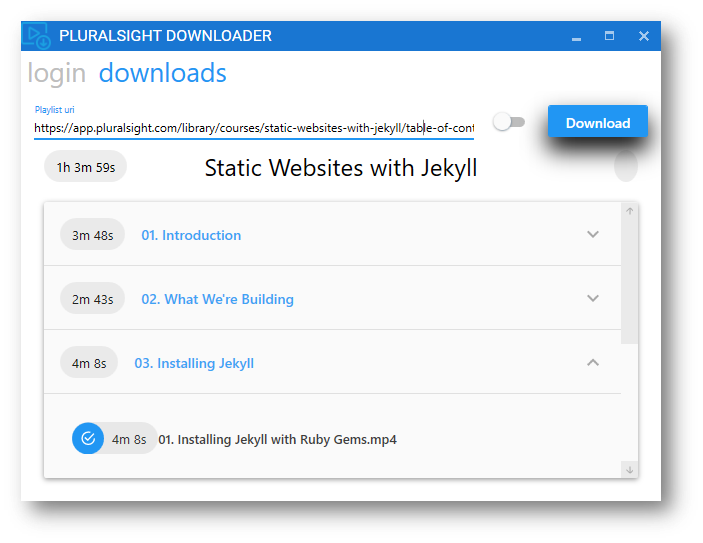 PLURALSIGHT DOWNLOADER
login downloads
Playlist uri
https://app.pluralsight.com/library/courses/static-websites-with-jekyll/table-of-cont
Download
1h 3m 59s
Static Websites with Jekyll
3m 48s 01. Introduction
2m 43s 02. What We're Building
4m 8s 03. Installing Jekyll
4m 8s 01. Installing Jekyll with Ruby Gems.mp4